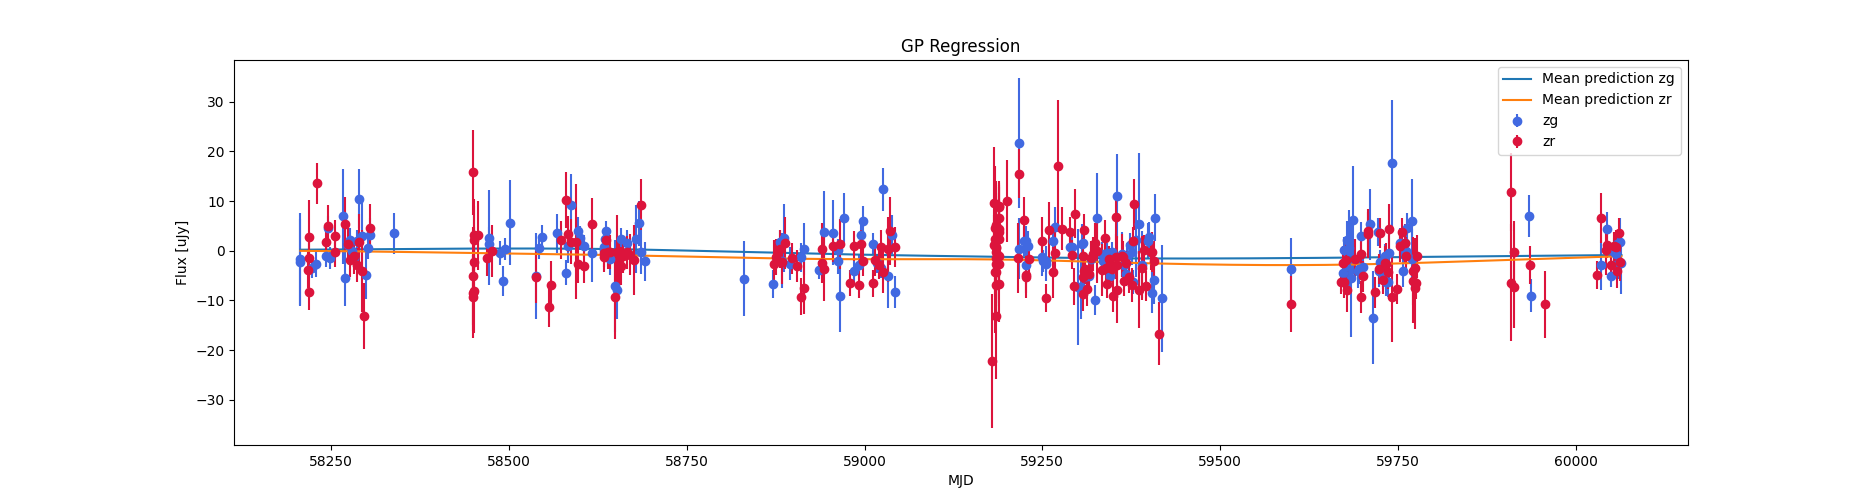 GP Regression
Mean prediction zg
Mean prediction zr
zg
zr
Flux [uJy]
30
20
10
0
−10
−20
−30
58250 58500 58750 59000 59250 59500 59750 60000
MJD